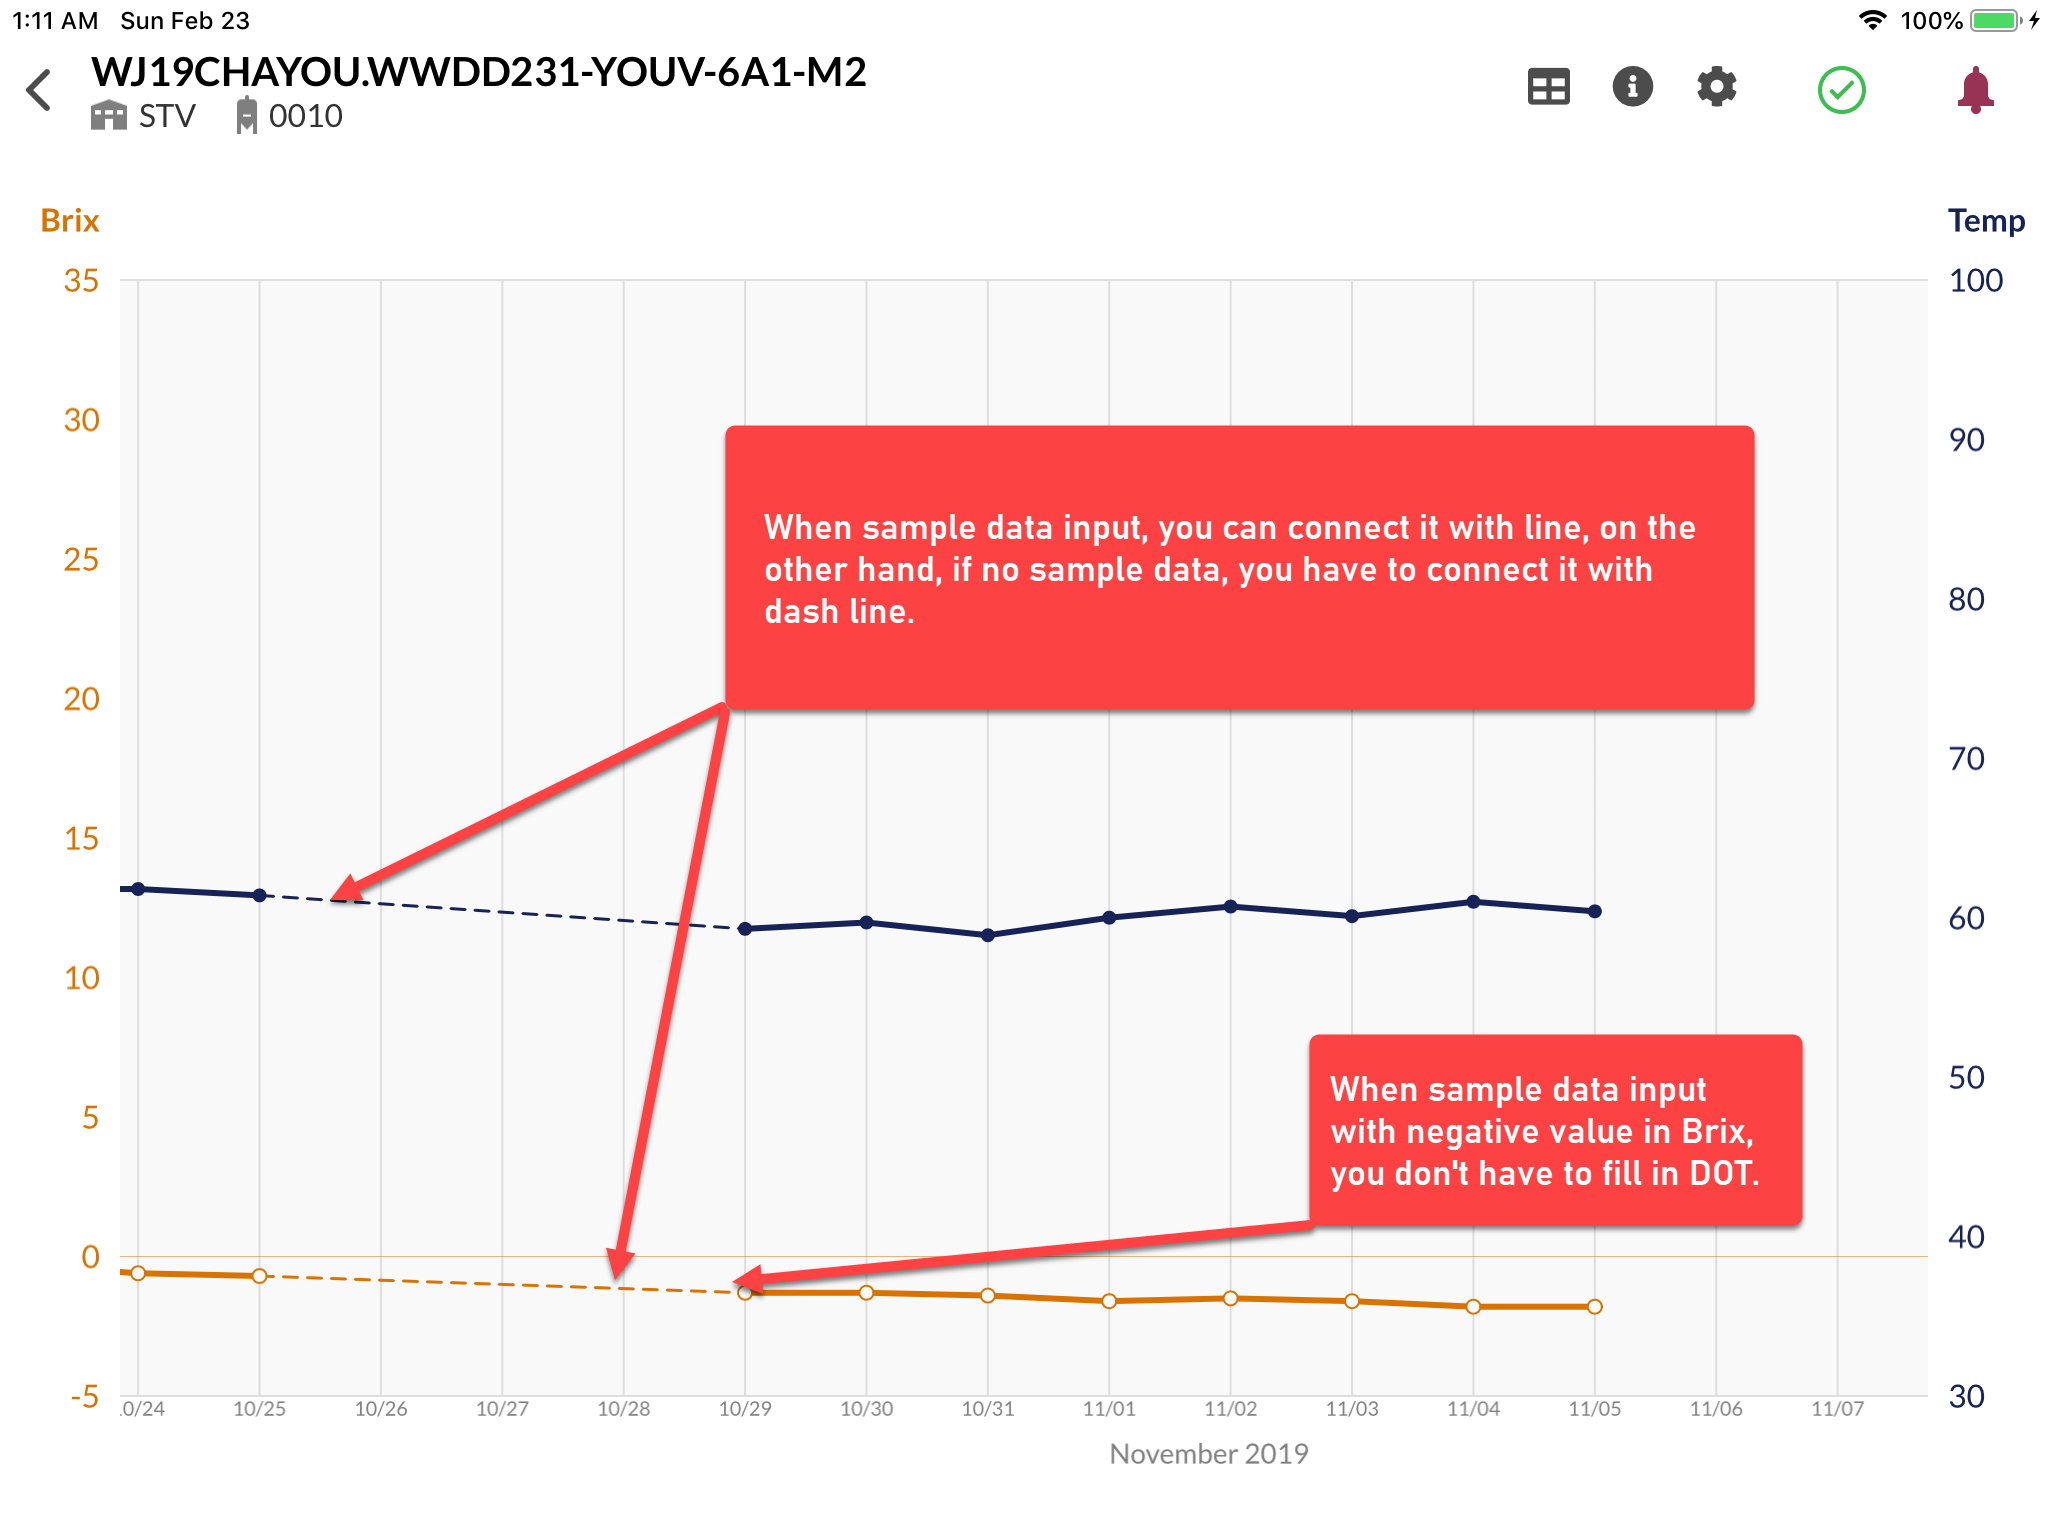 1:11 AM Sun Feb 23 100%
WJ19CHAYOU.WWDD231-YOUV-6A1-M2
STV 0010
Brix Temp
35 100
30 90
25 80
20 70
15 60
10 50
5 40
0 30
-5
When sample data input, you can connect it with line, on the
other hand, if no sample data, you have to connect it with
dash line.
When sample data input
with negative value in Brix,
you don't have to fill in DOT.
0/24 10/25 10/26 10/27 10/28 10/29 10/30 10/31 11/01 11/02 11/03 11/04 11/05 11/06 11/07
November 2019